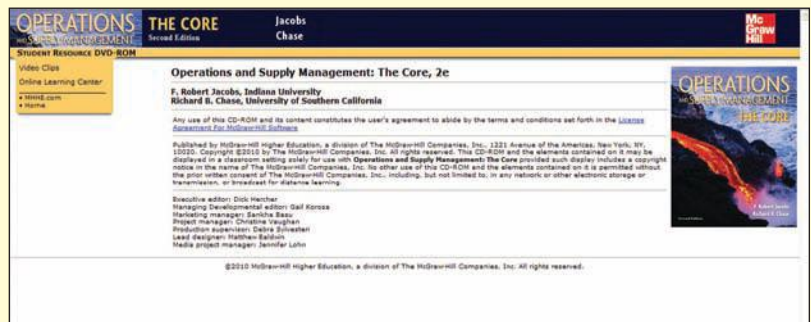 OPERATIONS
AND SUPPLY MANAGEMENT
THE CORE
Second Edition
Jacobs
Chase
Mc
Graw
Hill
STUDENT RESOURCE DVD-ROM
Video Clips
Online Learning Center
• MHHE.com
• Home
Operations and Supply Management: The Core, 2e
F. Robert Jacobs, Indiana University
Richard B. Chase, University of Southern California
Any use of this CD-ROM and its content constitutes the user's agreement to abide by the terms and conditions set forth in the License
Agreement For McGraw-Hill Software
Published by McGraw-Hill Higher Education, a division of The McGraw-Hill Companies, Inc., 1221 Avenue of the Americas, New York, NY,
10020. Copyright ©2010 by The McGraw-Hill Companies, Inc. All rights reserved. This CD-ROM and the elements contained on it may be
displayed in a classroom setting solely for use with Operations and Supply Management: The Core provided such display includes a copyright
notice in the name of The McGraw-Hill Companies, Inc. No other use of this CD-ROM and the elements contained on it is permitted without
the prior written consent of The McGraw-Hill Companies, Inc., including, but not limited to, in any network or other electronic storage or
transmission, or broadcast for distance learning.
Executive editor: Dick Hercher
Managing Developmental editor: Gail Korosa
Marketing manager: Sankha Basu
Project manager: Christine Vaughan
Production supervisor: Debra Sylvester
Lead designer: Matthew Baldwin
Media project manager: Jennifer Lohn
OPERATIONS
AND SUPPLY MANAGEMENT
THE CORE
F. Robert Jacobs
Richard B. Chase
Second Edition
©2010 McGraw-Hill Higher Education, a division of The McGraw-Hill Companies, Inc. All rights reserved.